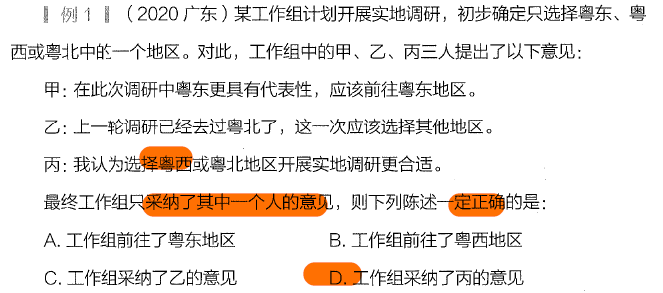 【例1】（2020 广东）某工作组计划开展实地调研，初步确定只选择粤东、粤
西或粤北中的一个地区。对此，工作组中的甲、乙、丙三人提出了以下意见：
甲：在此次调研中粤东更具有代表性，应该前往粤东地区。
乙：上一轮调研已经去过粤北了，这一次应该选择其他地区。
丙：我认为选择粤西或粤北地区开展实地调研更合适。
最终工作组只采纳了其中一个人的意见，则下列陈述一定正确的是：
A. 工作组前往了粤东地区 B. 工作组前往了粤西地区
C. 工作组采纳了乙的意见 D. 工作组采纳了丙的意见